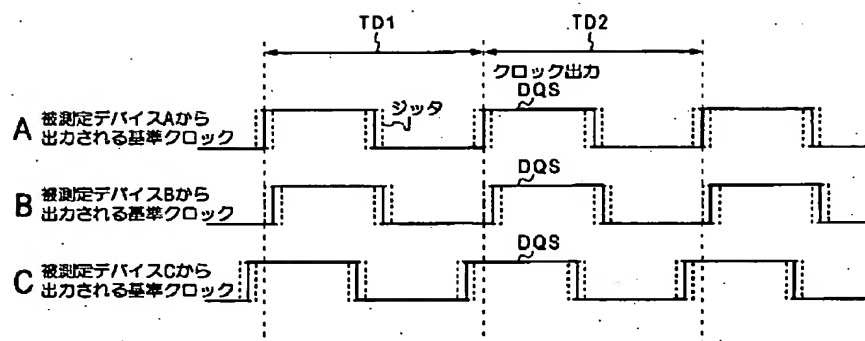 TD1
TD2
クロック出力
DQS
ジッタ
A 被測定デバイスAから
出力される基準クロック
DQS
B 被測定デバイスBから
出力される基準クロック
DQS
C 被測定デバイスCから
出力される基準クロック